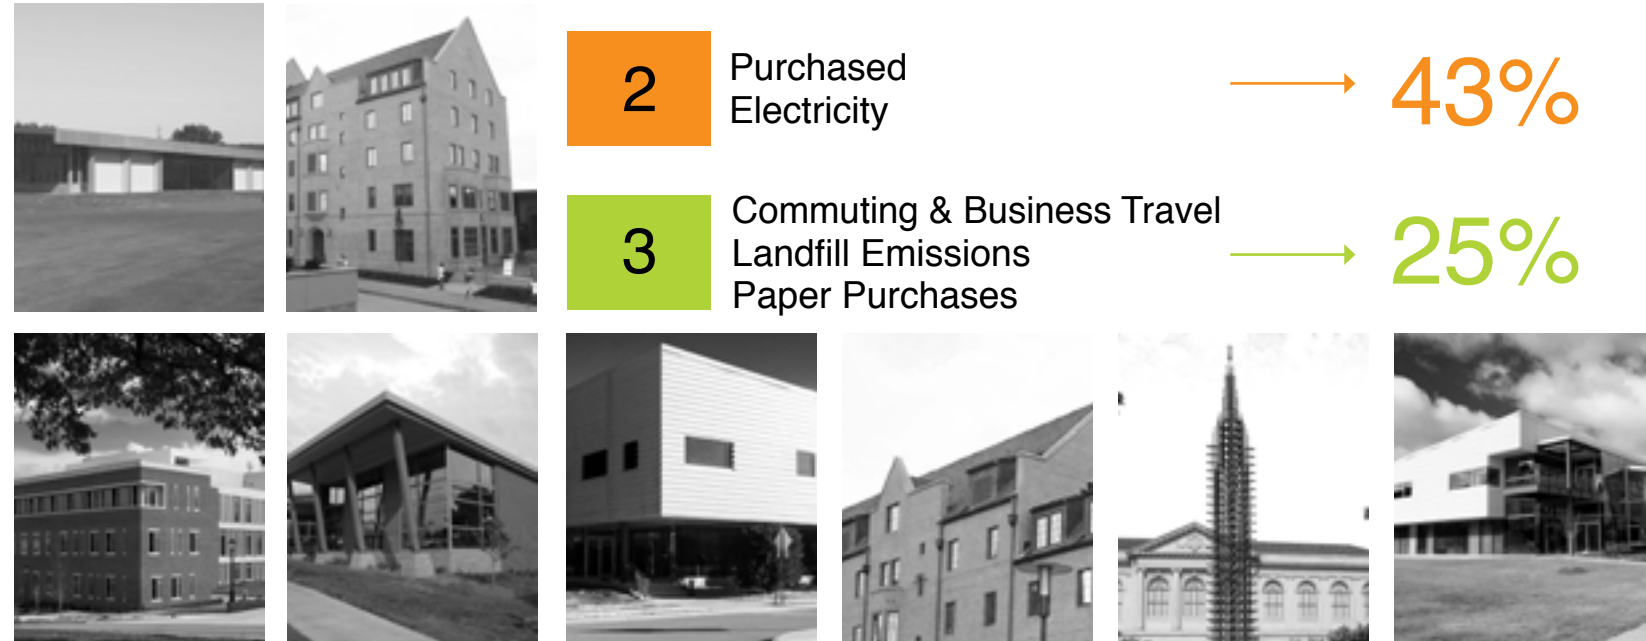 2
Purchased
Electricity
43%
3
Commuting & Business Travel
Landfill Emissions
Paper Purchases
25%